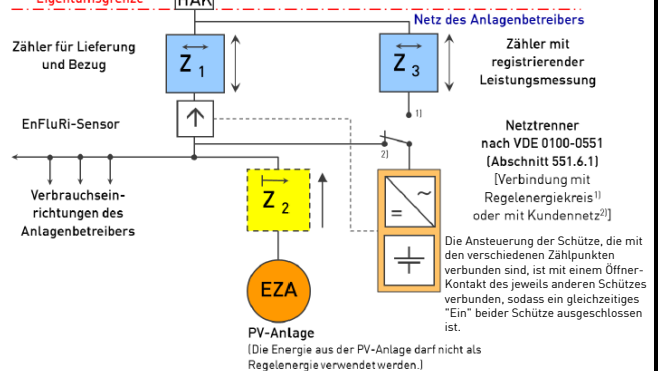 Eigentumsgrenze
HAK
Netz des Anlagenbetreibers
Zähler für Lieferung
und Bezug
Z 1
Z 3
Zähler mit
registrierender
Leistungsmessung
EnFluRi-Sensor
1)
2)
Netztrenner
nach VDE 0100-0551
(Abschnitt 551.6.1)
[Verbindung mit
Regelenergiekreis1)
oder mit Kundennetz2)]
Verbrauchsein-
richtungen des
Anlagenbetreibers
Z 2
~
=
Die Ansteuerung der Schütze, die mit
den verschiedenen Zählpunkten
verbunden sind, ist mit einem Öffner-
Kontakt des jeweils anderen Schützes
verbunden, sodass ein gleichzeitiges
"Ein" beider Schütze ausgeschlossen
ist.
EZA
PV-Anlage
(Die Energie aus der PV-Anlage darf nicht als
Regelenergie verwendet werden.)